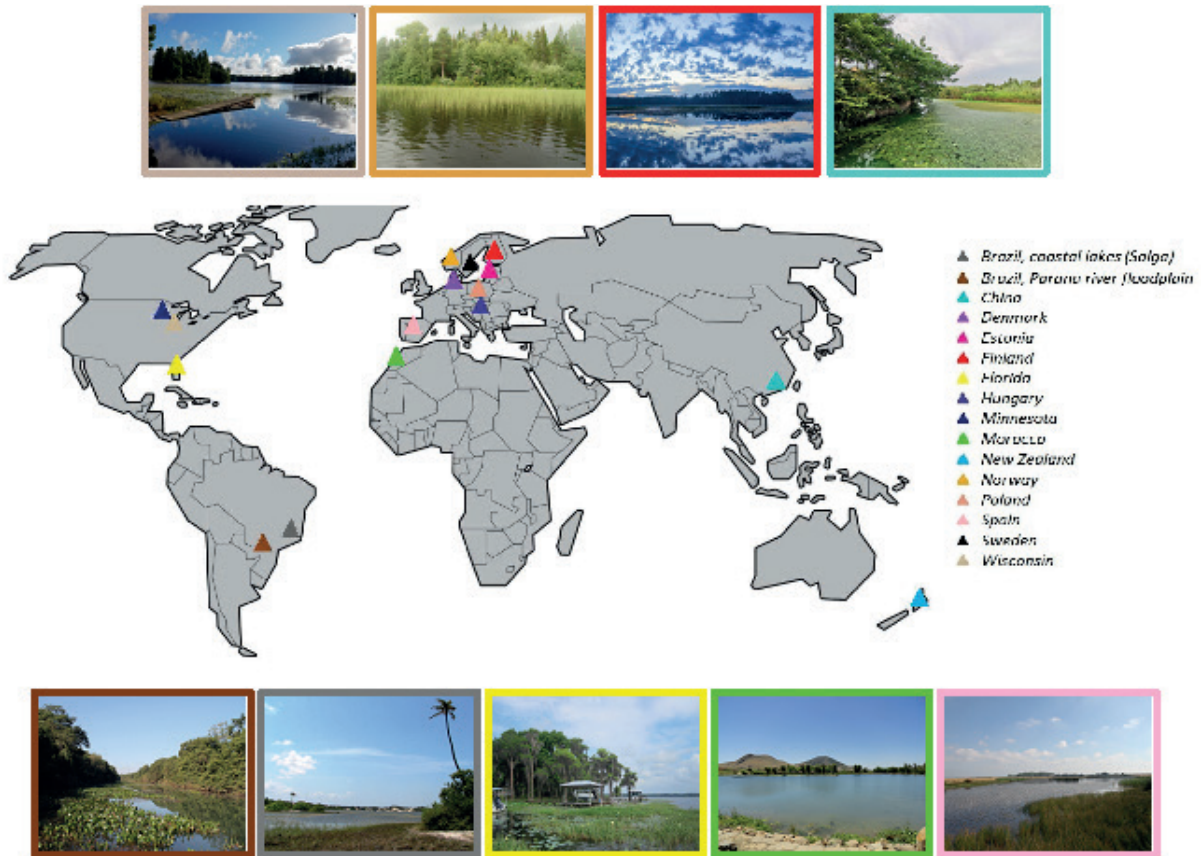 Brazil, coastal lakes (Salga)
Brazil, Parana river floodplain
China
Denmark
Estonia
Finland
Florida
Hungary
Minnesota
Morocco
New Zealand
Norway
Poland
Spain
Sweden
Wisconsin